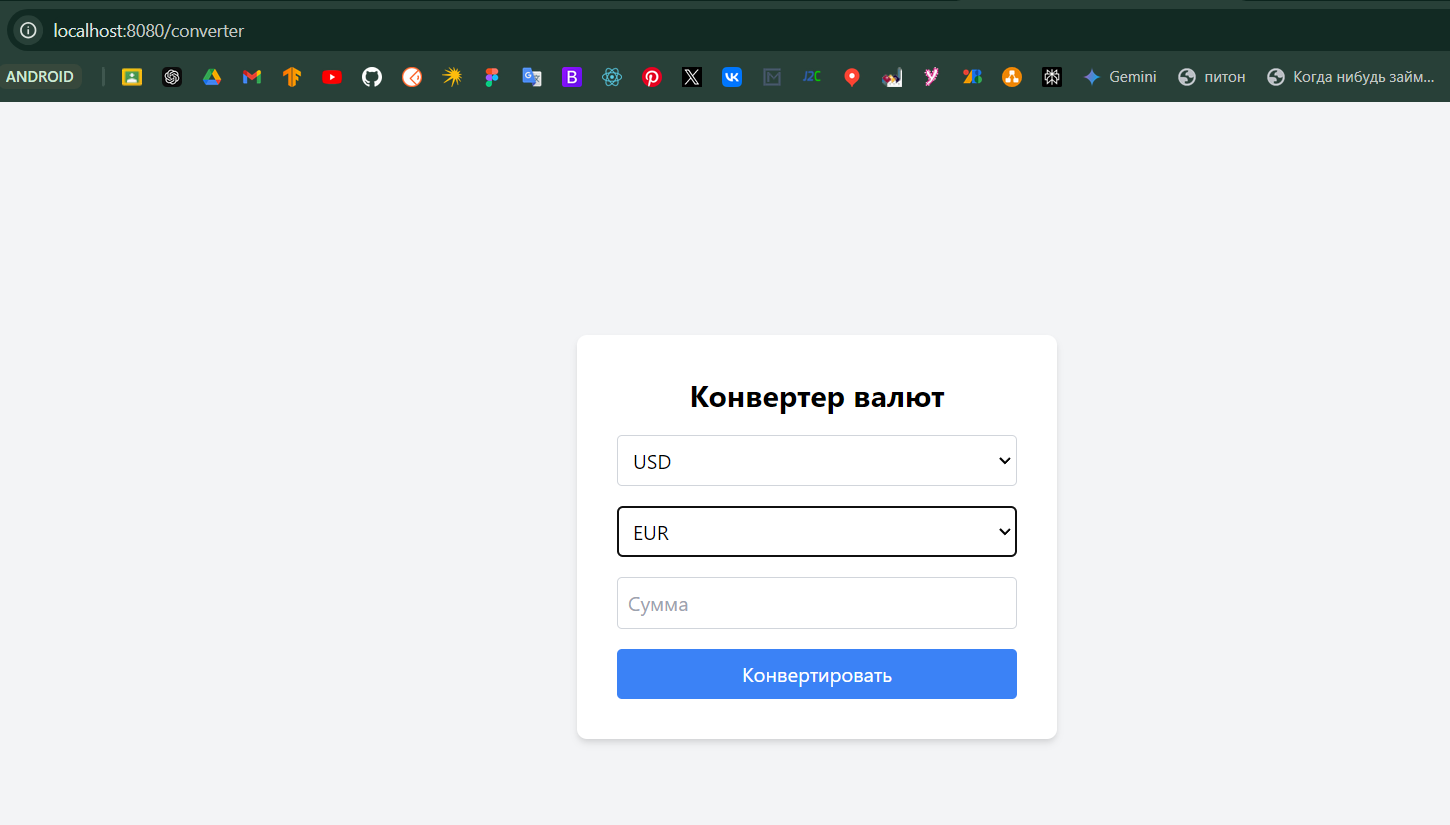 localhost:8080/converter
ANDROID Gemini питон Когда нибудь займ...
Конвертер валют
USD
EUR
Сумма
Конвертировать